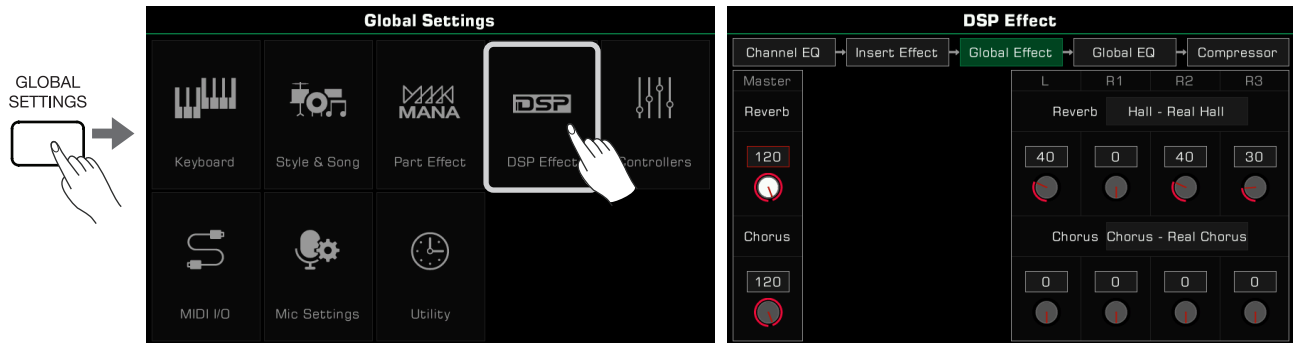 GLOBAL
SETTINGS
Global Settings
MANA
DSP
Keyboard
Style & Song
Part Effect
DSP Effect
Controllers
MIDI I/O
Mic Settings
Utility
DSP Effect
Channel EQ
Insert Effect
Global Effect
Global EQ
Compressor
Master
L R1 R2 R3
Reverb
Reverb Hall - Real Hall
120
40 0 40 30
Chorus
Chorus Chorus - Real Chorus
120
0 0 0 0